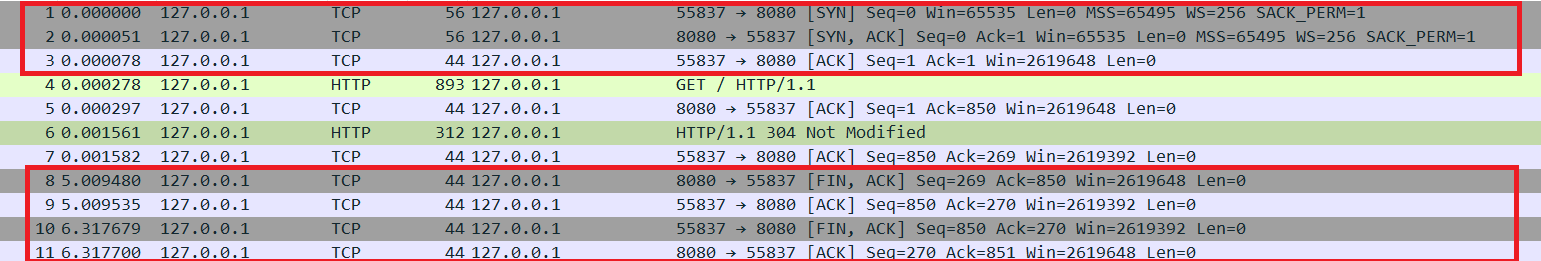 1 0.000000 127.0.0.1 TCP 56 127.0.0.1 55837 → 8080 [SYN] Seq=0 Win=65535 Len=0 MSS=65495 WS=256 SACK_PERM=1
2 0.000051 127.0.0.1 TCP 56 127.0.0.1 8080 → 55837 [SYN, ACK] Seq=0 Ack=1 Win=65535 Len=0 MSS=65495 WS=256 SACK_PERM=1
3 0.000078 127.0.0.1 TCP 44 127.0.0.1 55837 → 8080 [ACK] Seq=1 Ack=1 Win=2619648 Len=0
4 0.000278 127.0.0.1 HTTP 893 127.0.0.1 GET / HTTP/1.1
5 0.000297 127.0.0.1 TCP 44 127.0.0.1 8080 → 55837 [ACK] Seq=1 Ack=850 Win=2619648 Len=0
6 0.001561 127.0.0.1 HTTP 312 127.0.0.1 HTTP/1.1 304 Not Modified
7 0.001582 127.0.0.1 TCP 44 127.0.0.1 55837 → 8080 [ACK] Seq=850 Ack=269 Win=2619392 Len=0
8 5.009480 127.0.0.1 TCP 44 127.0.0.1 8080 → 55837 [FIN, ACK] Seq=269 Ack=850 Win=2619648 Len=0
9 5.009535 127.0.0.1 TCP 44 127.0.0.1 55837 → 8080 [ACK] Seq=850 Ack=270 Win=2619392 Len=0
10 6.317679 127.0.0.1 TCP 44 127.0.0.1 55837 → 8080 [FIN, ACK] Seq=850 Ack=270 Win=2619392 Len=0
11 6.317700 127.0.0.1 TCP 44 127.0.0.1 8080 → 55837 [ACK] Seq=270 Ack=851 Win=2619648 Len=0